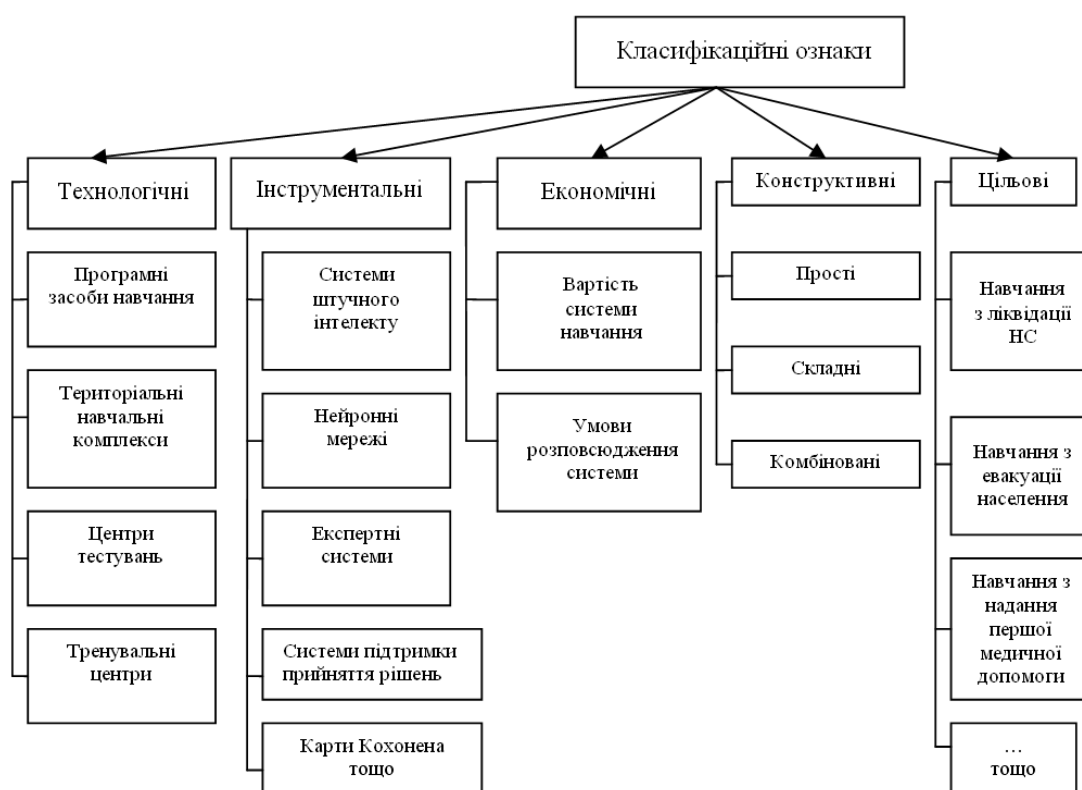 Класифікаційні ознаки
Технологічні
Програмні
засоби навчання
Територіальні
навчальні
комплекси
Центри
тестувань
Тренувальні
центри
Інструментальні
Системи
штучного
інтелекту
Нейронні
мережі
Експертні
системи
Системи підтримки
прийняття рішень
Карти Кохонена
тощо
Економічні
Вартість
системи
навчання
Умови
розповсюдження
системи
Конструктивні
Прості
Складні
Комбіновані
Цільові
Навчання
з ліквідації
НС
Навчання з
евакуації
населення
Навчання з
надання
першої
медичної
допомоги
…
тощо